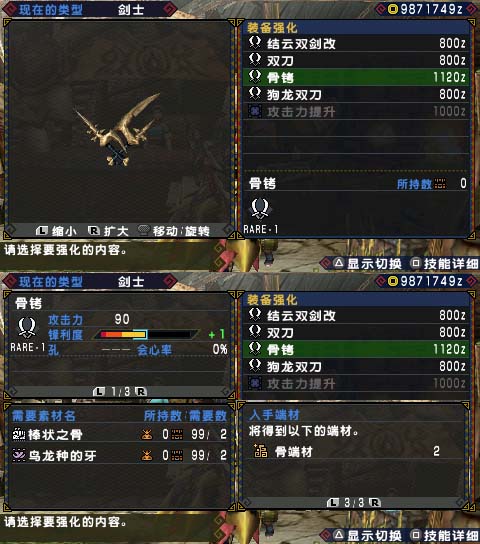 现在的类型 剑士
9871749z
装备强化
结云双剑改 800z
双刀 800z
骨铳 1120z
狗龙双刀 800z
攻击力提升 1000z
骨铳 所持数 0
RARE-1
L 缩小 R 扩大 移动/旋转
请选择要强化的内容。
△显示切换 □技能详细
现在的类型 剑士
9871749z
骨铳
攻击力 90
锋利度 +1
RARE-1
孔 --- 会心率 0%
L 1/3 R
装备强化
结云双剑改 800z
双刀 800z
骨铳 1120z
狗龙双刀 800z
攻击力提升 1000z
需要素材名 所持数/需要数
棒状之骨 0 99/ 2
鸟龙种的牙 0 99/ 2
入手端材
将得到以下的端材。
骨端材 2
L 3/3 R
请选择要强化的内容。
△显示切换 □技能详细